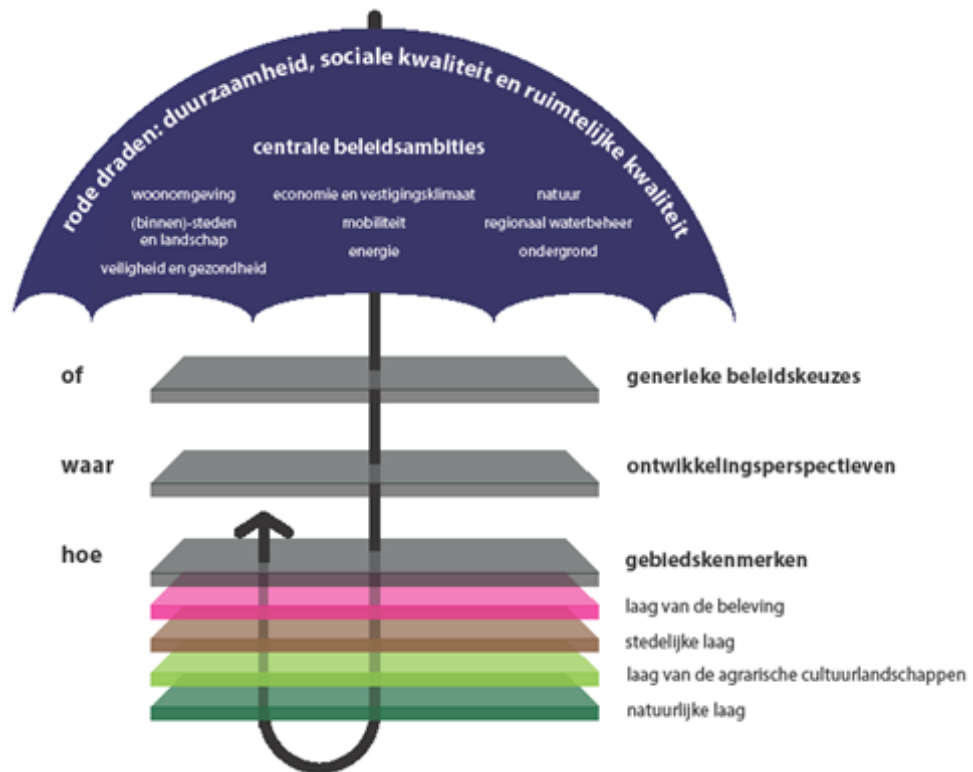 rode draden: duurzaamheid, sociale kwaliteit en ruimtelijke kwaliteit
centrale beleidsambities
woonomgeving
(binnen)-steden
en landschap
veiligheid en gezondheid
economie en vestigingsklimaat
mobiliteit
energie
natuur
regionaal waterbeheer
ondergrond
of
generieke beleidskeuzes
waar
ontwikkelingsperspectieven
hoe
gebiedskenmerken
laag van de beleving
stedelijke laag
laag van de agrarische cultuurlandschappen
natuurlijke laag